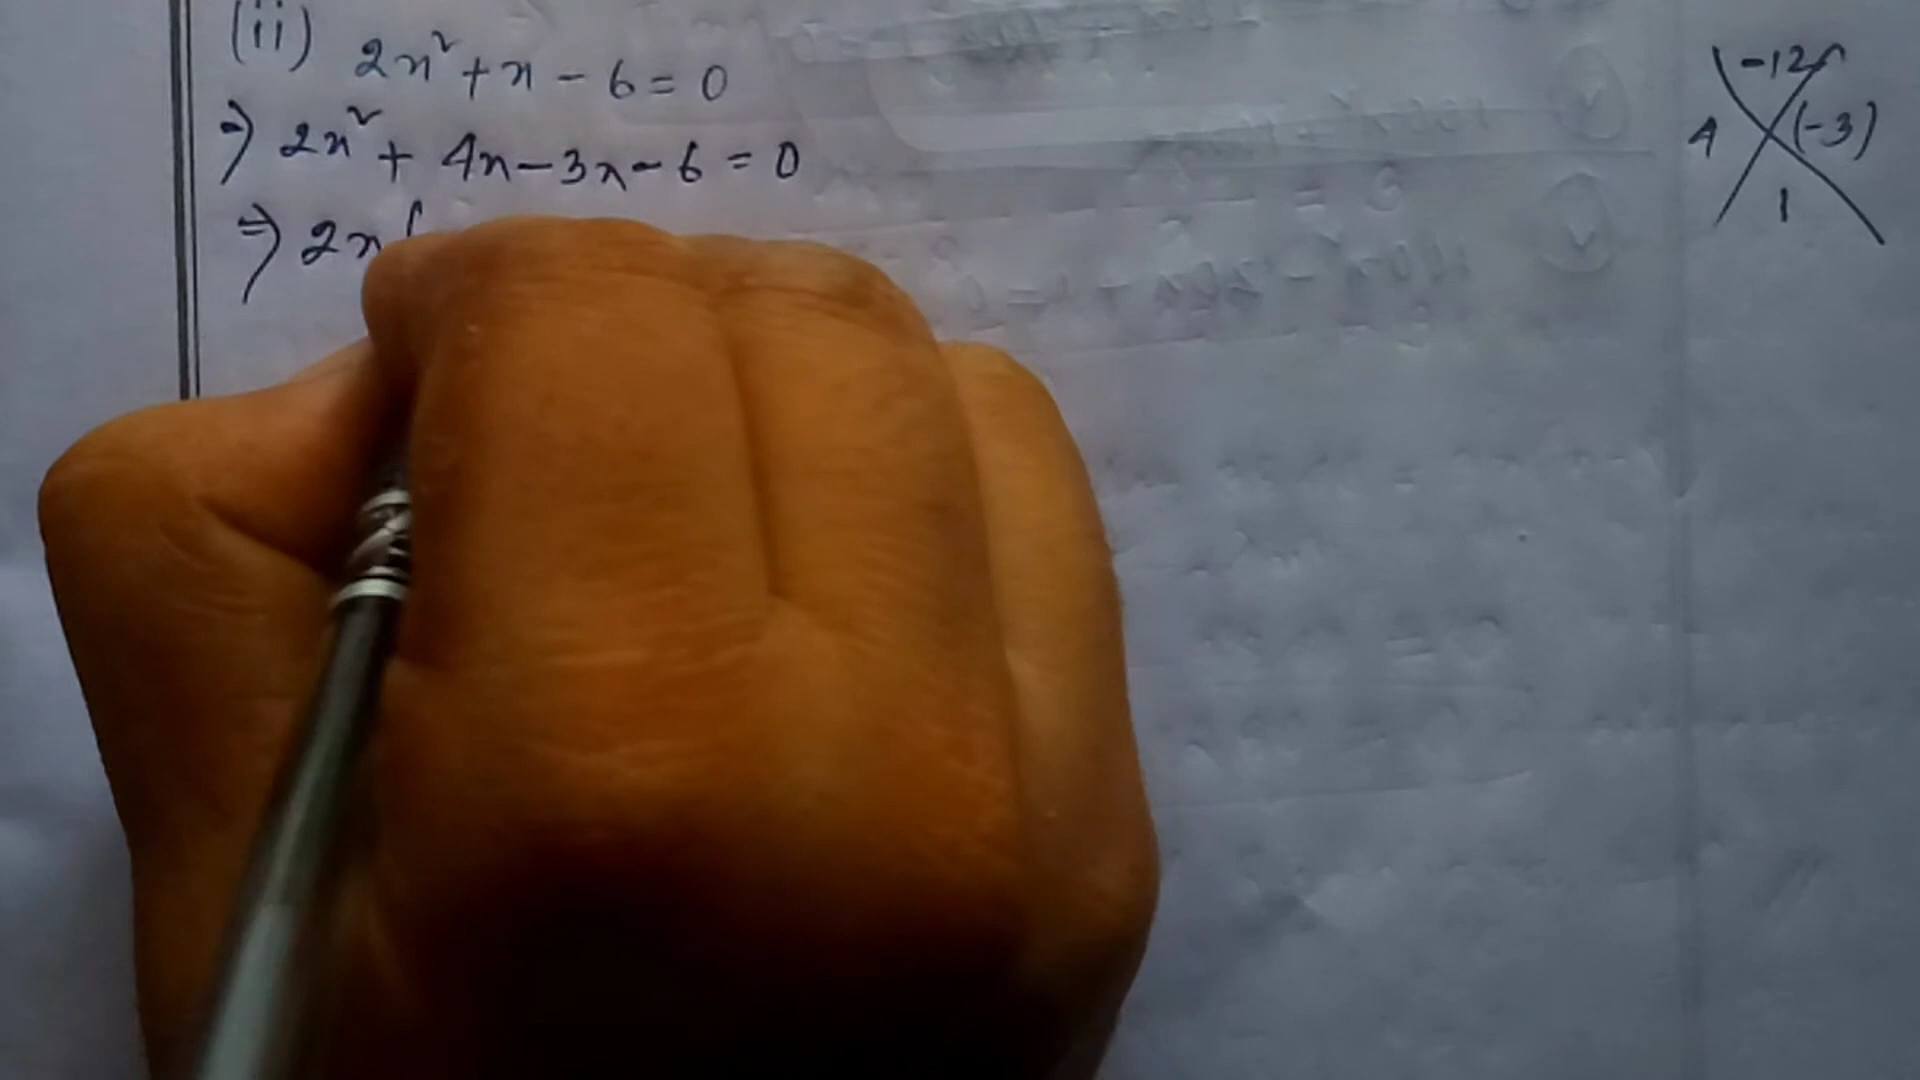 (ii) 2x² + x - 6 = 0
⇒ 2x² + 4x - 3x - 6 = 0
⇒ 2x(
-12
4 (-3)
1